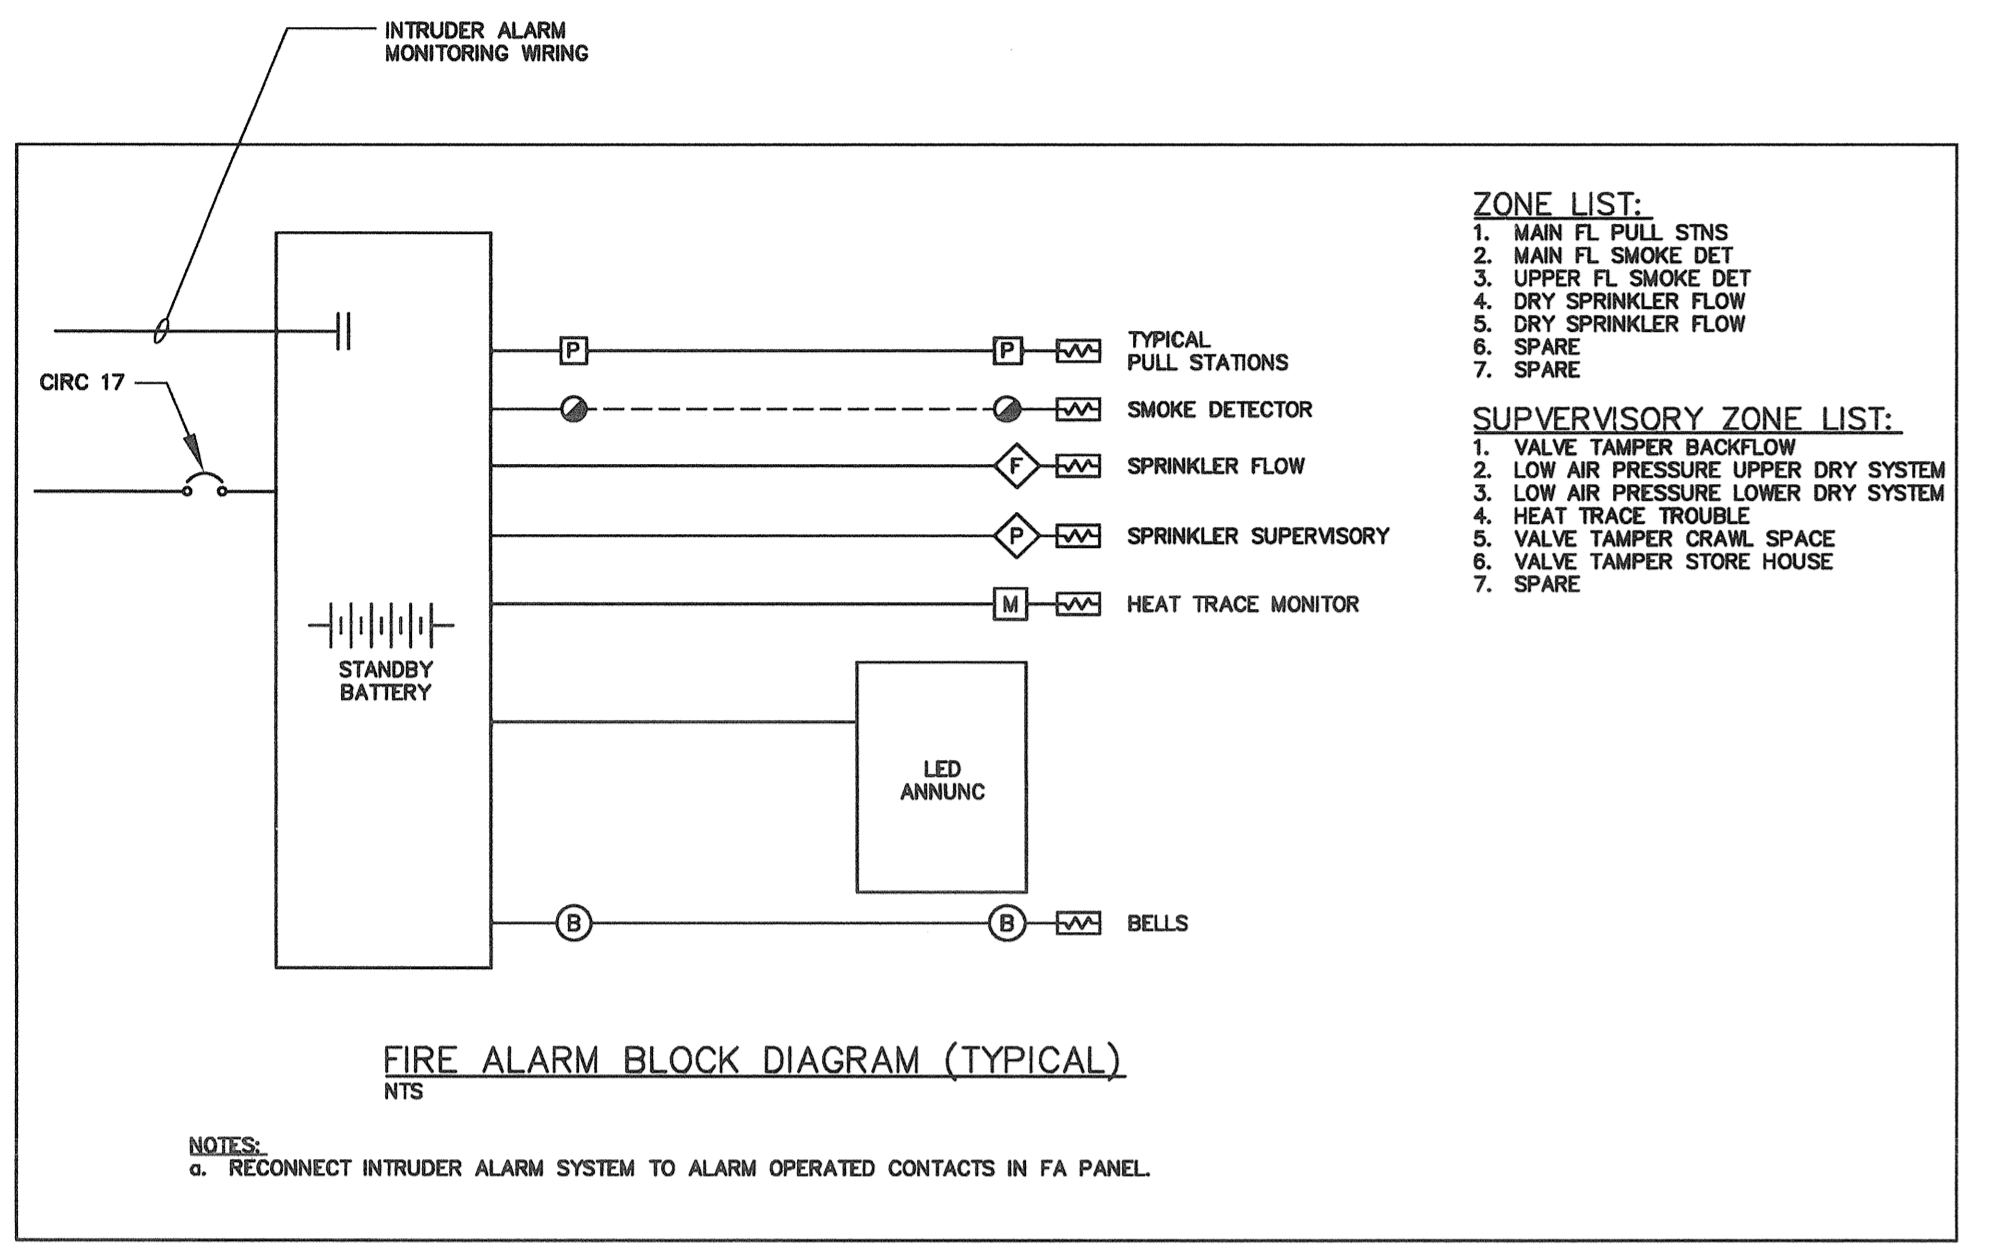 INTRUDER ALARM
MONITORING WIRING
CIRC 17
STANDBY
BATTERY
P
P
TYPICAL
PULL STATIONS
SMOKE DETECTOR
F
SPRINKLER FLOW
P
SPRINKLER SUPERVISORY
M
HEAT TRACE MONITOR
LED
ANNUNC
B
B
BELLS
ZONE LIST:
1. MAIN FL PULL STNS
2. MAIN FL SMOKE DET
3. UPPER FL SMOKE DET
4. DRY SPRINKLER FLOW
5. DRY SPRINKLER FLOW
6. SPARE
7. SPARE
SUPVERVISORY ZONE LIST:
1. VALVE TAMPER BACKFLOW
2. LOW AIR PRESSURE UPPER DRY SYSTEM
3. LOW AIR PRESSURE LOWER DRY SYSTEM
4. HEAT TRACE TROUBLE
5. VALVE TAMPER CRAWL SPACE
6. VALVE TAMPER STORE HOUSE
7. SPARE
FIRE ALARM BLOCK DIAGRAM (TYPICAL)
NTS
NOTES:
a. RECONNECT INTRUDER ALARM SYSTEM TO ALARM OPERATED CONTACTS IN FA PANEL.